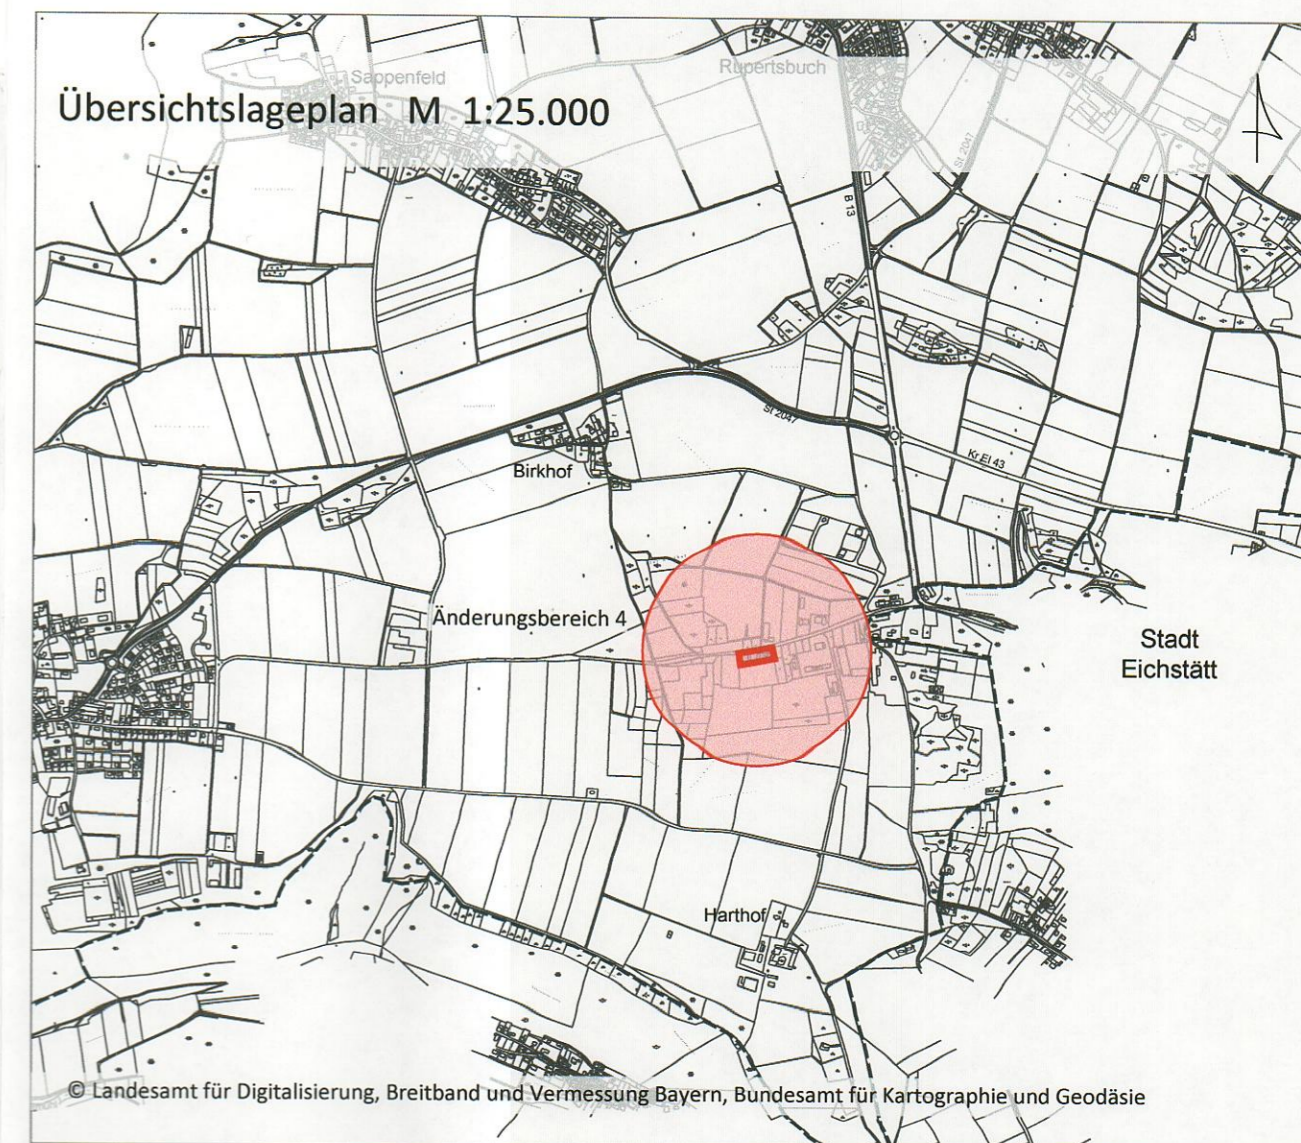 Sappenfeld
Rupertsbuch
Übersichtslageplan M 1:25.000
St 2047
B 13
St 2047
Kr EI 43
Birkhof
Änderungsbereich 4
Stadt
Eichstätt
Harthof
© Landesamt für Digitalisierung, Breitband und Vermessung Bayern, Bundesamt für Kartographie und Geodäsie